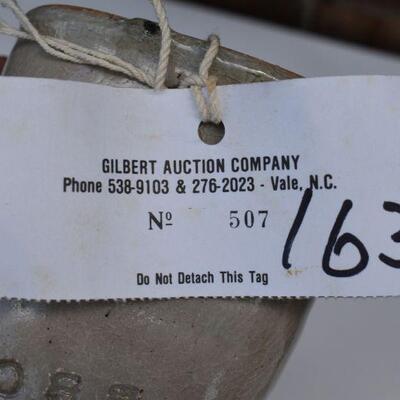 GILBERT AUCTION COMPANY
Phone 538-9103 & 276-2023 - Vale, N.C.
Nº 507
163
Do Not Detach This Tag